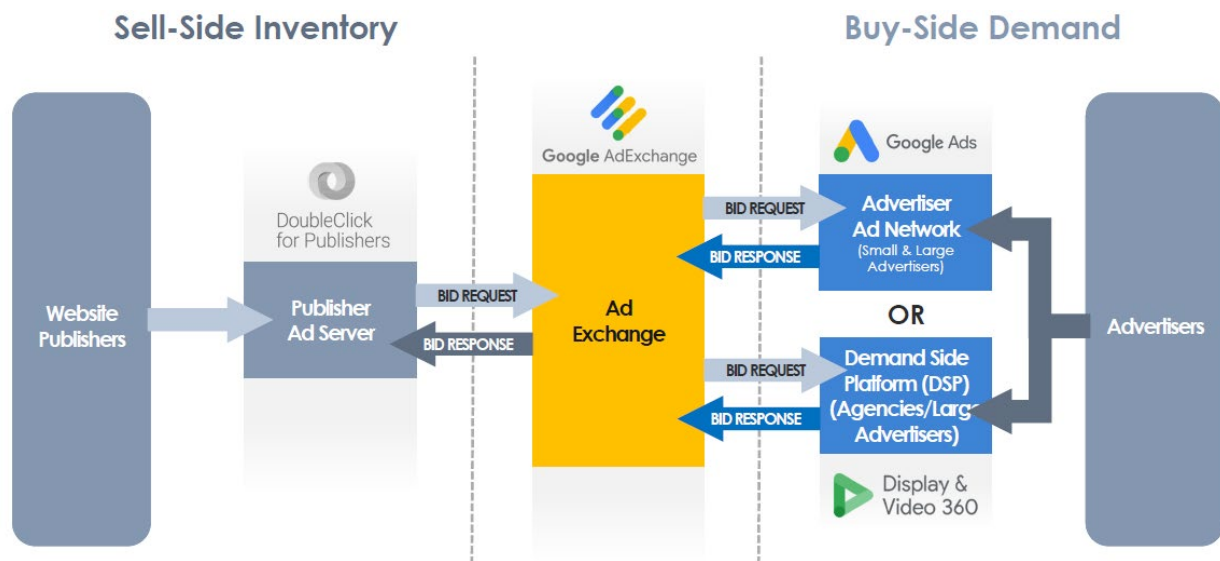 Sell-Side Inventory
Buy-Side Demand
Website
Publishers
DoubleClick
for Publishers
Publisher
Ad Server
BID REQUEST
BID RESPONSE
Google AdExchange
Ad
Exchange
BID REQUEST
BID RESPONSE
BID REQUEST
BID RESPONSE
Google Ads
Advertiser
Ad Network
(Small & Large
Advertisers)
OR
Demand Side
Platform (DSP)
(Agencies/Large
Advertisers)
Display &
Video 360
Advertisers